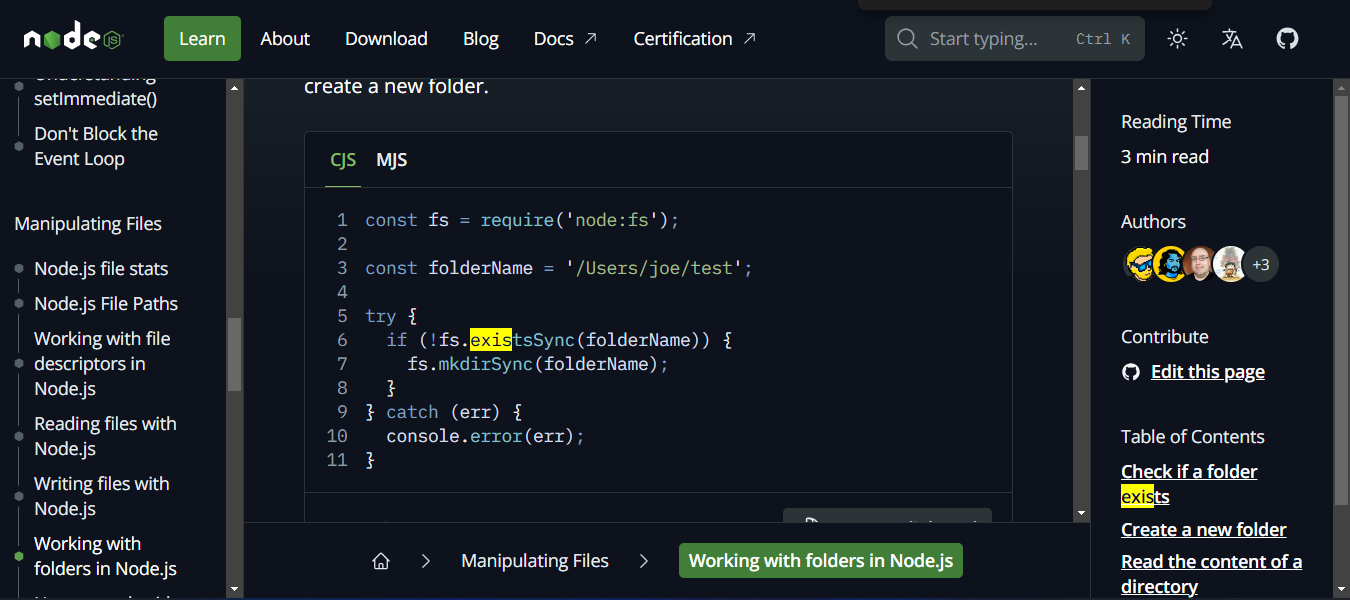 node JS
Learn
About
Download
Blog
Docs
Certification
Start typing...
Ctrl K
Understanding
setImmediate()
Don't Block the
Event Loop
Manipulating Files
Node.js file stats
Node.js File Paths
Working with file
descriptors in
Node.js
Reading files with
Node.js
Writing files with
Node.js
Working with
folders in Node.js
create a new folder.
CJS MJS
1 const fs = require('node:fs');
2
3 const folderName = '/Users/joe/test';
4
5 try {
6   if (!fs.existsSync(folderName)) {
7     fs.mkdirSync(folderName);
8   }
9 } catch (err) {
10   console.error(err);
11 }
Manipulating Files
Working with folders in Node.js
Reading Time
3 min read
Authors
+3
Contribute
Edit this page
Table of Contents
Check if a folder
exists
Create a new folder
Read the content of a
directory